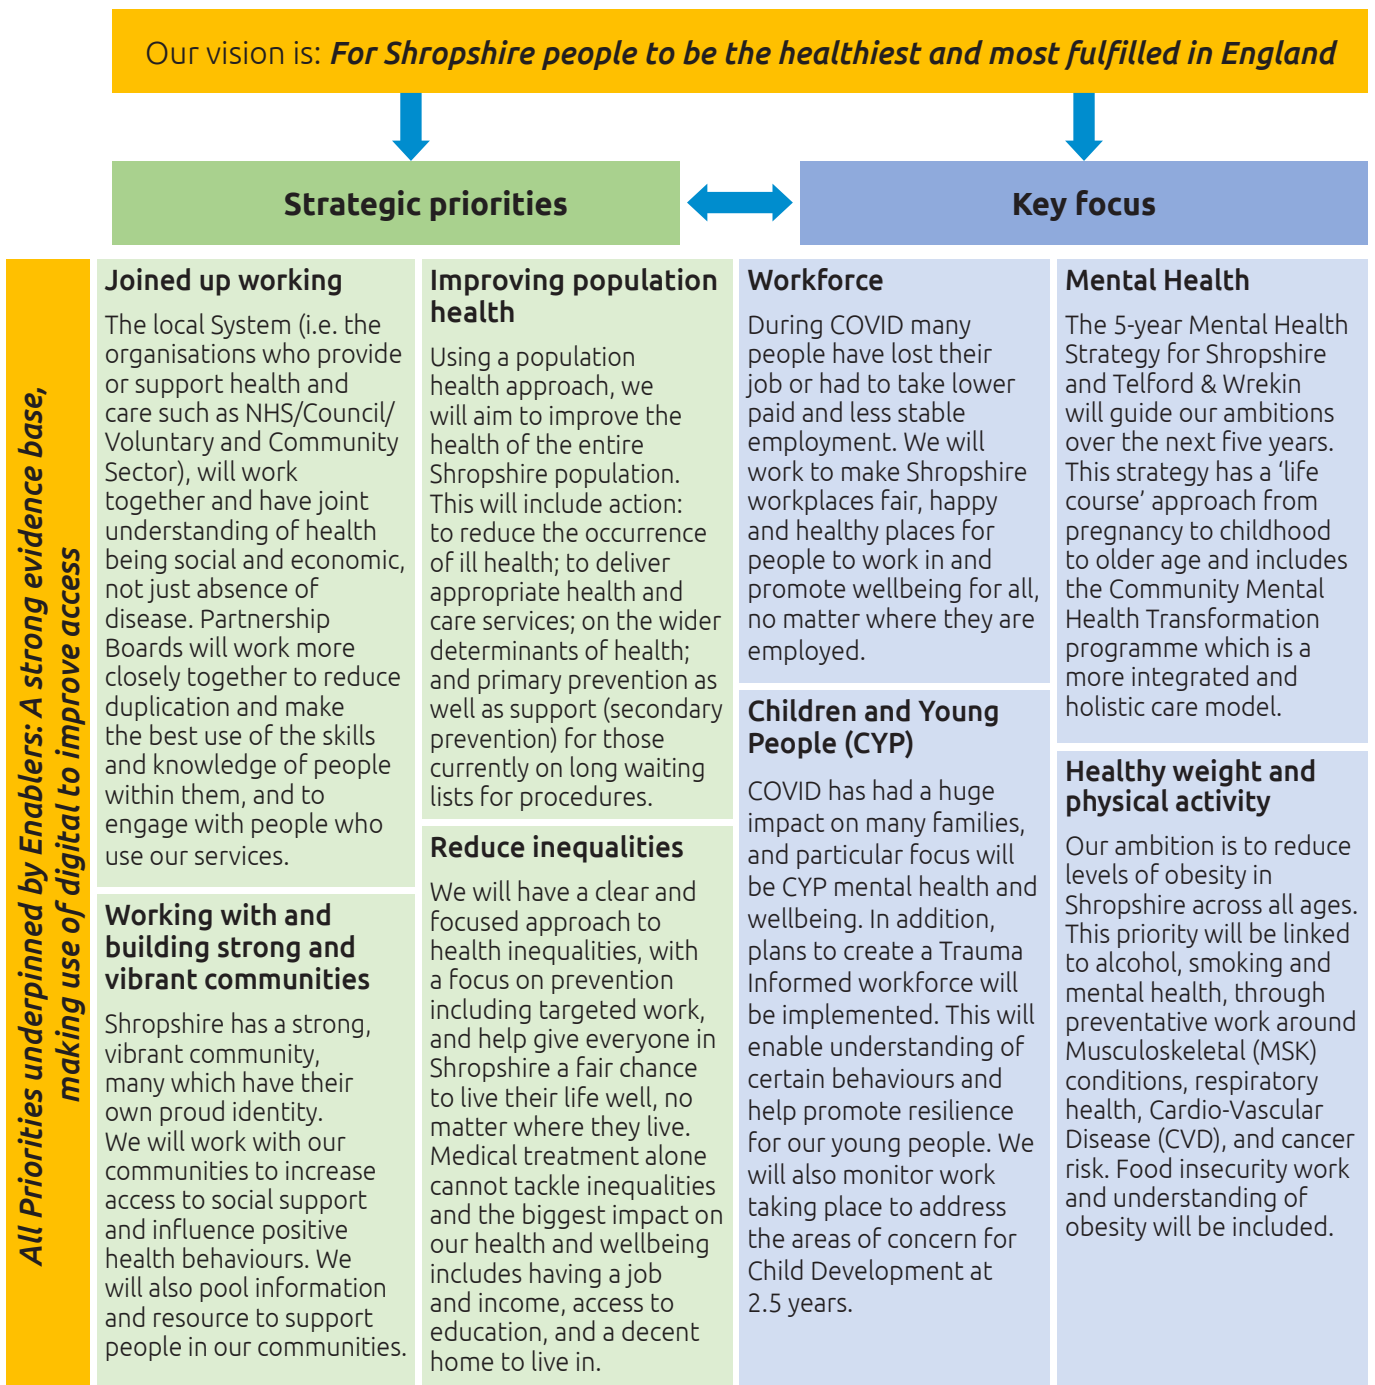 Our vision is: For Shropshire people to be the healthiest and most fulfilled in England
Strategic priorities
Key focus
All Priorities underpinned by Enablers: A strong evidence base,
making use of digital to improve access
Joined up working
The local System (i.e. the
organisations who provide
or support health and
care such as NHS/Council/
Voluntary and Community
Sector), will work
together and have joint
understanding of health
being social and economic,
not just absence of
disease. Partnership
Boards will work more
closely together to reduce
duplication and make
the best use of the skills
and knowledge of people
within them, and to
engage with people who
use our services.
Working with and
building strong and
vibrant communities
Shropshire has a strong,
vibrant community,
many which have their
own proud identity.
We will work with our
communities to increase
access to social support
and influence positive
health behaviours. We
will also pool information
and resource to support
people in our communities.
Improving population
health
Using a population
health approach, we
will aim to improve the
health of the entire
Shropshire population.
This will include action:
to reduce the occurrence
of ill health; to deliver
appropriate health and
care services; on the wider
determinants of health;
and primary prevention as
well as support (secondary
prevention) for those
currently on long waiting
lists for procedures.
Reduce inequalities
We will have a clear and
focused approach to
health inequalities, with
a focus on prevention
including targeted work,
and help give everyone in
Shropshire a fair chance
to live their life well, no
matter where they live.
Medical treatment alone
cannot tackle inequalities
and the biggest impact on
our health and wellbeing
includes having a job
and income, access to
education, and a decent
home to live in.
Workforce
During COVID many
people have lost their
job or had to take lower
paid and less stable
employment. We will
work to make Shropshire
workplaces fair, happy
and healthy places for
people to work in and
promote wellbeing for all,
no matter where they are
employed.
Children and Young
People (CYP)
COVID has had a huge
impact on many families,
and particular focus will
be CYP mental health and
wellbeing. In addition,
plans to create a Trauma
Informed workforce will
be implemented. This will
enable understanding of
certain behaviours and
help promote resilience
for our young people. We
will also monitor work
taking place to address
the areas of concern for
Child Development at
2.5 years.
Mental Health
The 5-year Mental Health
Strategy for Shropshire
and Telford & Wrekin
will guide our ambitions
over the next five years.
This strategy has a ‘life
course’ approach from
pregnancy to childhood
to older age and includes
the Community Mental
Health Transformation
programme which is a
more integrated and
holistic care model.
Healthy weight and
physical activity
Our ambition is to reduce
levels of obesity in
Shropshire across all ages.
This priority will be linked
to alcohol, smoking and
mental health, through
preventative work around
Musculoskeletal (MSK)
conditions, respiratory
health, Cardio-Vascular
Disease (CVD), and cancer
risk. Food insecurity work
and understanding of
obesity will be included.